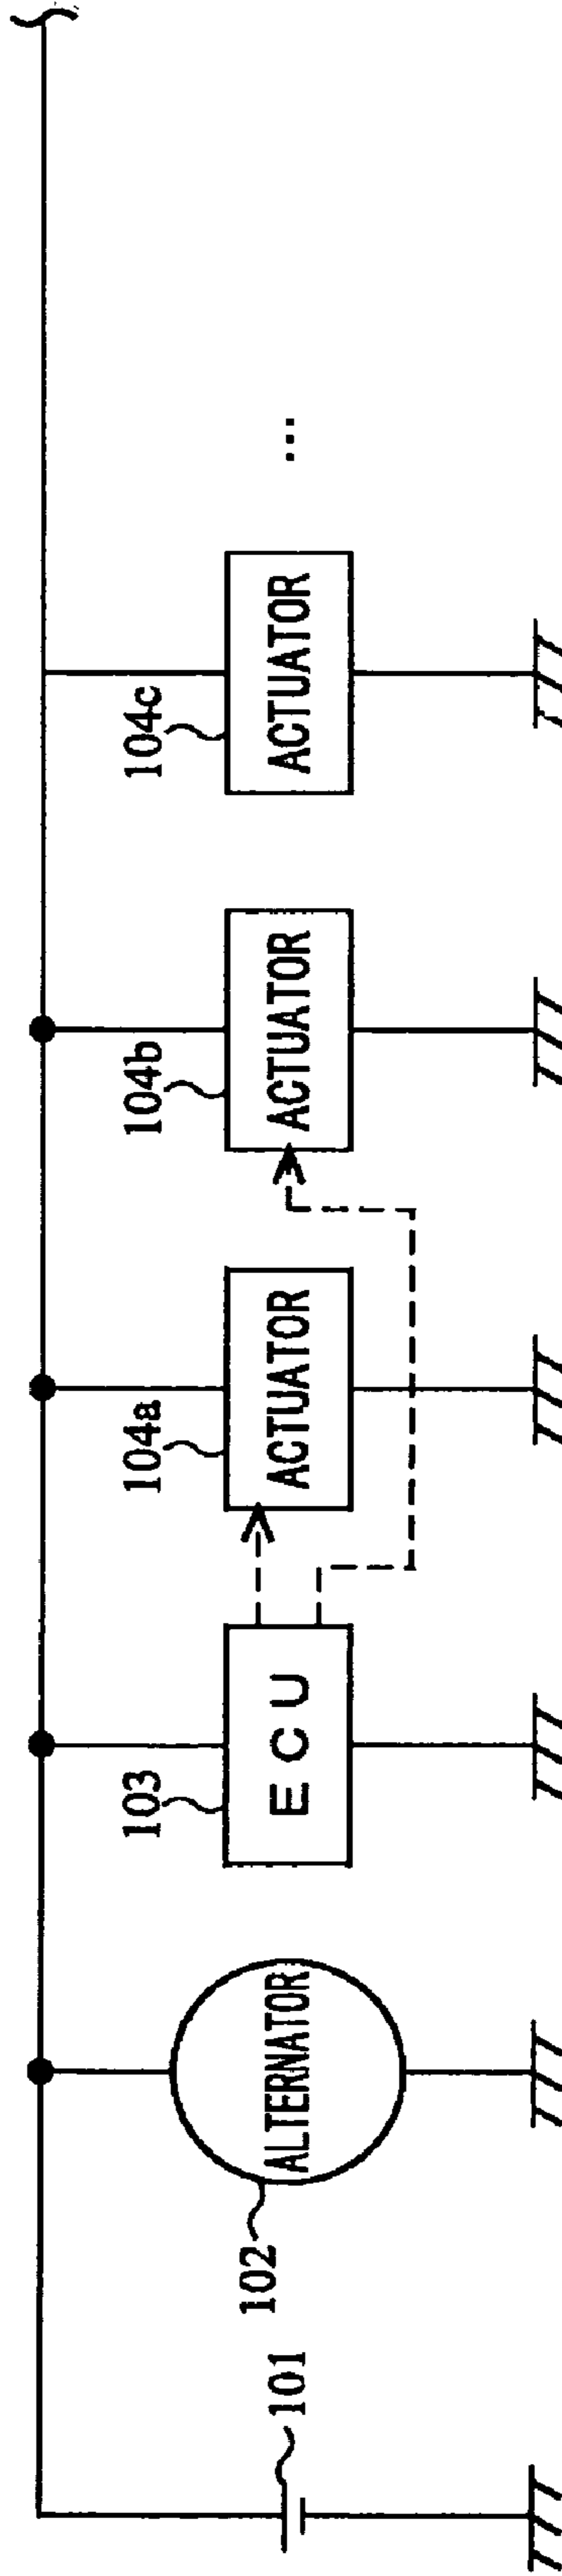 101
102
ALTERNATOR
103
ECU
104a
ACTUATOR
104b
ACTUATOR
104c
ACTUATOR
...